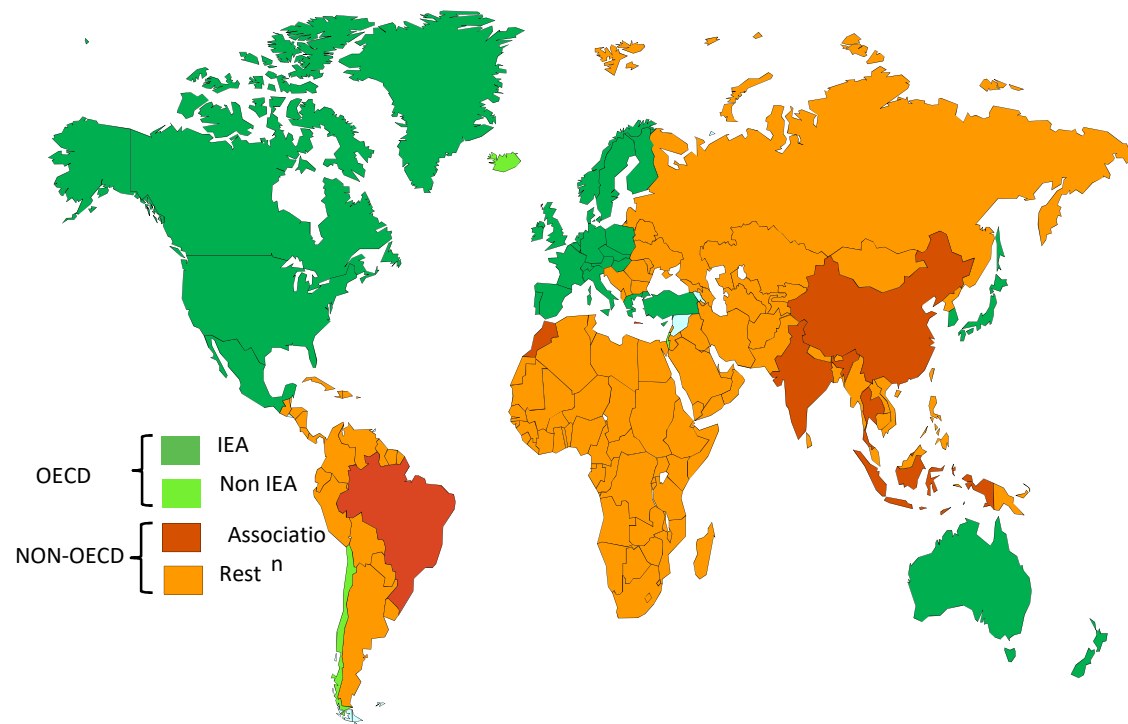 OECD
IEA
Non IEA
NON-OECD
Associatio
n
Rest